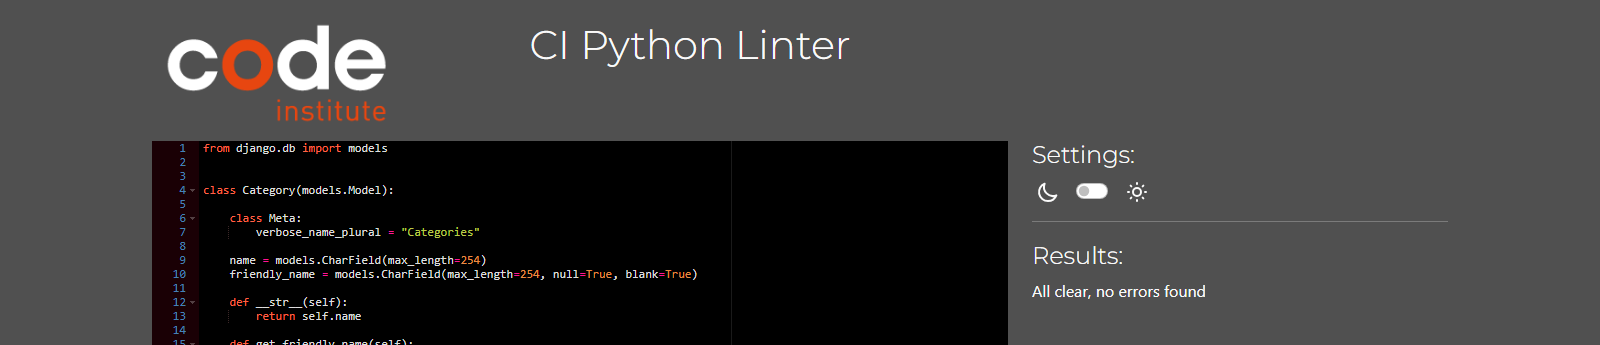 code
institute
CI Python Linter
1 from django.db import models
2
3
4 class Category(models.Model):
5
6 class Meta:
7 verbose_name_plural = "Categories"
8
9 name = models.CharField(max_length=254)
10 friendly_name = models.CharField(max_length=254, null=True, blank=True)
11
12 def __str__(self):
13 return self.name
14
15 def get_friendly_name(self):
Settings:
Results:
All clear, no errors found